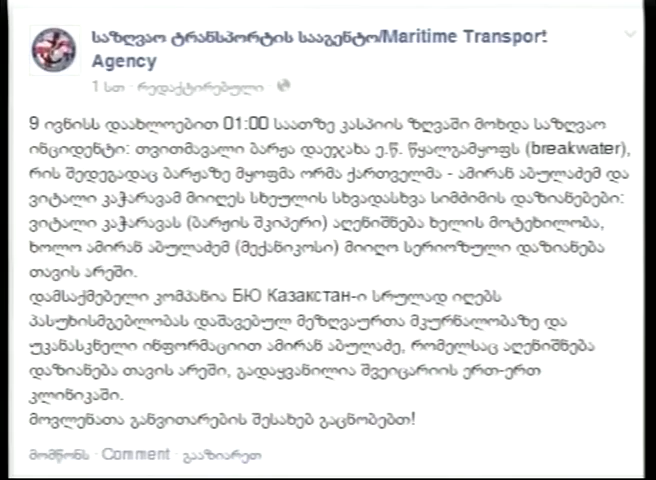 საზღვაო ტრანსპორტის სააგენტო/Maritime Transport
Agency
1 სთ · რედაქტირებული ·
9 ივნისს დაახლოებით 01:00 საათზე კასპიის ზღვაში მოხდა საზღვაო
ინციდენტი: თვითმავალი ბარჟა დაეჯახა ე.წ. წყალგამყოფს (breakwater),
რის შედეგადაც ბარჟაზე მყოფმა ორმა ქართველმა - ამირან აბულაძემ და
ვიტალი კაჭარავამ მიიღეს სხეულის სხვადასხვა სიმძიმის დაზიანებები:
ვიტალი კაჭარავას (ბარჟის შკიპერი) აღენიშნება ხელის მოტეხილობა,
ხოლო ამირან აბულაძემ (მექანიკოსი) მიიღო სერიოზული დაზიანება
თავის არეში.
დამსაქმებელი კომპანია БЮ Казакстан-ი სრულად იღებს
პასუხისმგებლობას დაშავებულ მეზღვაურთა მკურნალობაზე და
უკანასკნელი ინფორმაციით ამირან აბულაძე, რომელსაც აღენიშნება
დაზიანება თავის არეში, გადაყვანილია შვეიცარიის ერთ-ერთ
კლინიკაში.
მოვლენათა განვითარების შესახებ გაცნობებთ!
მომწონს · Comment · გააზიარეთ